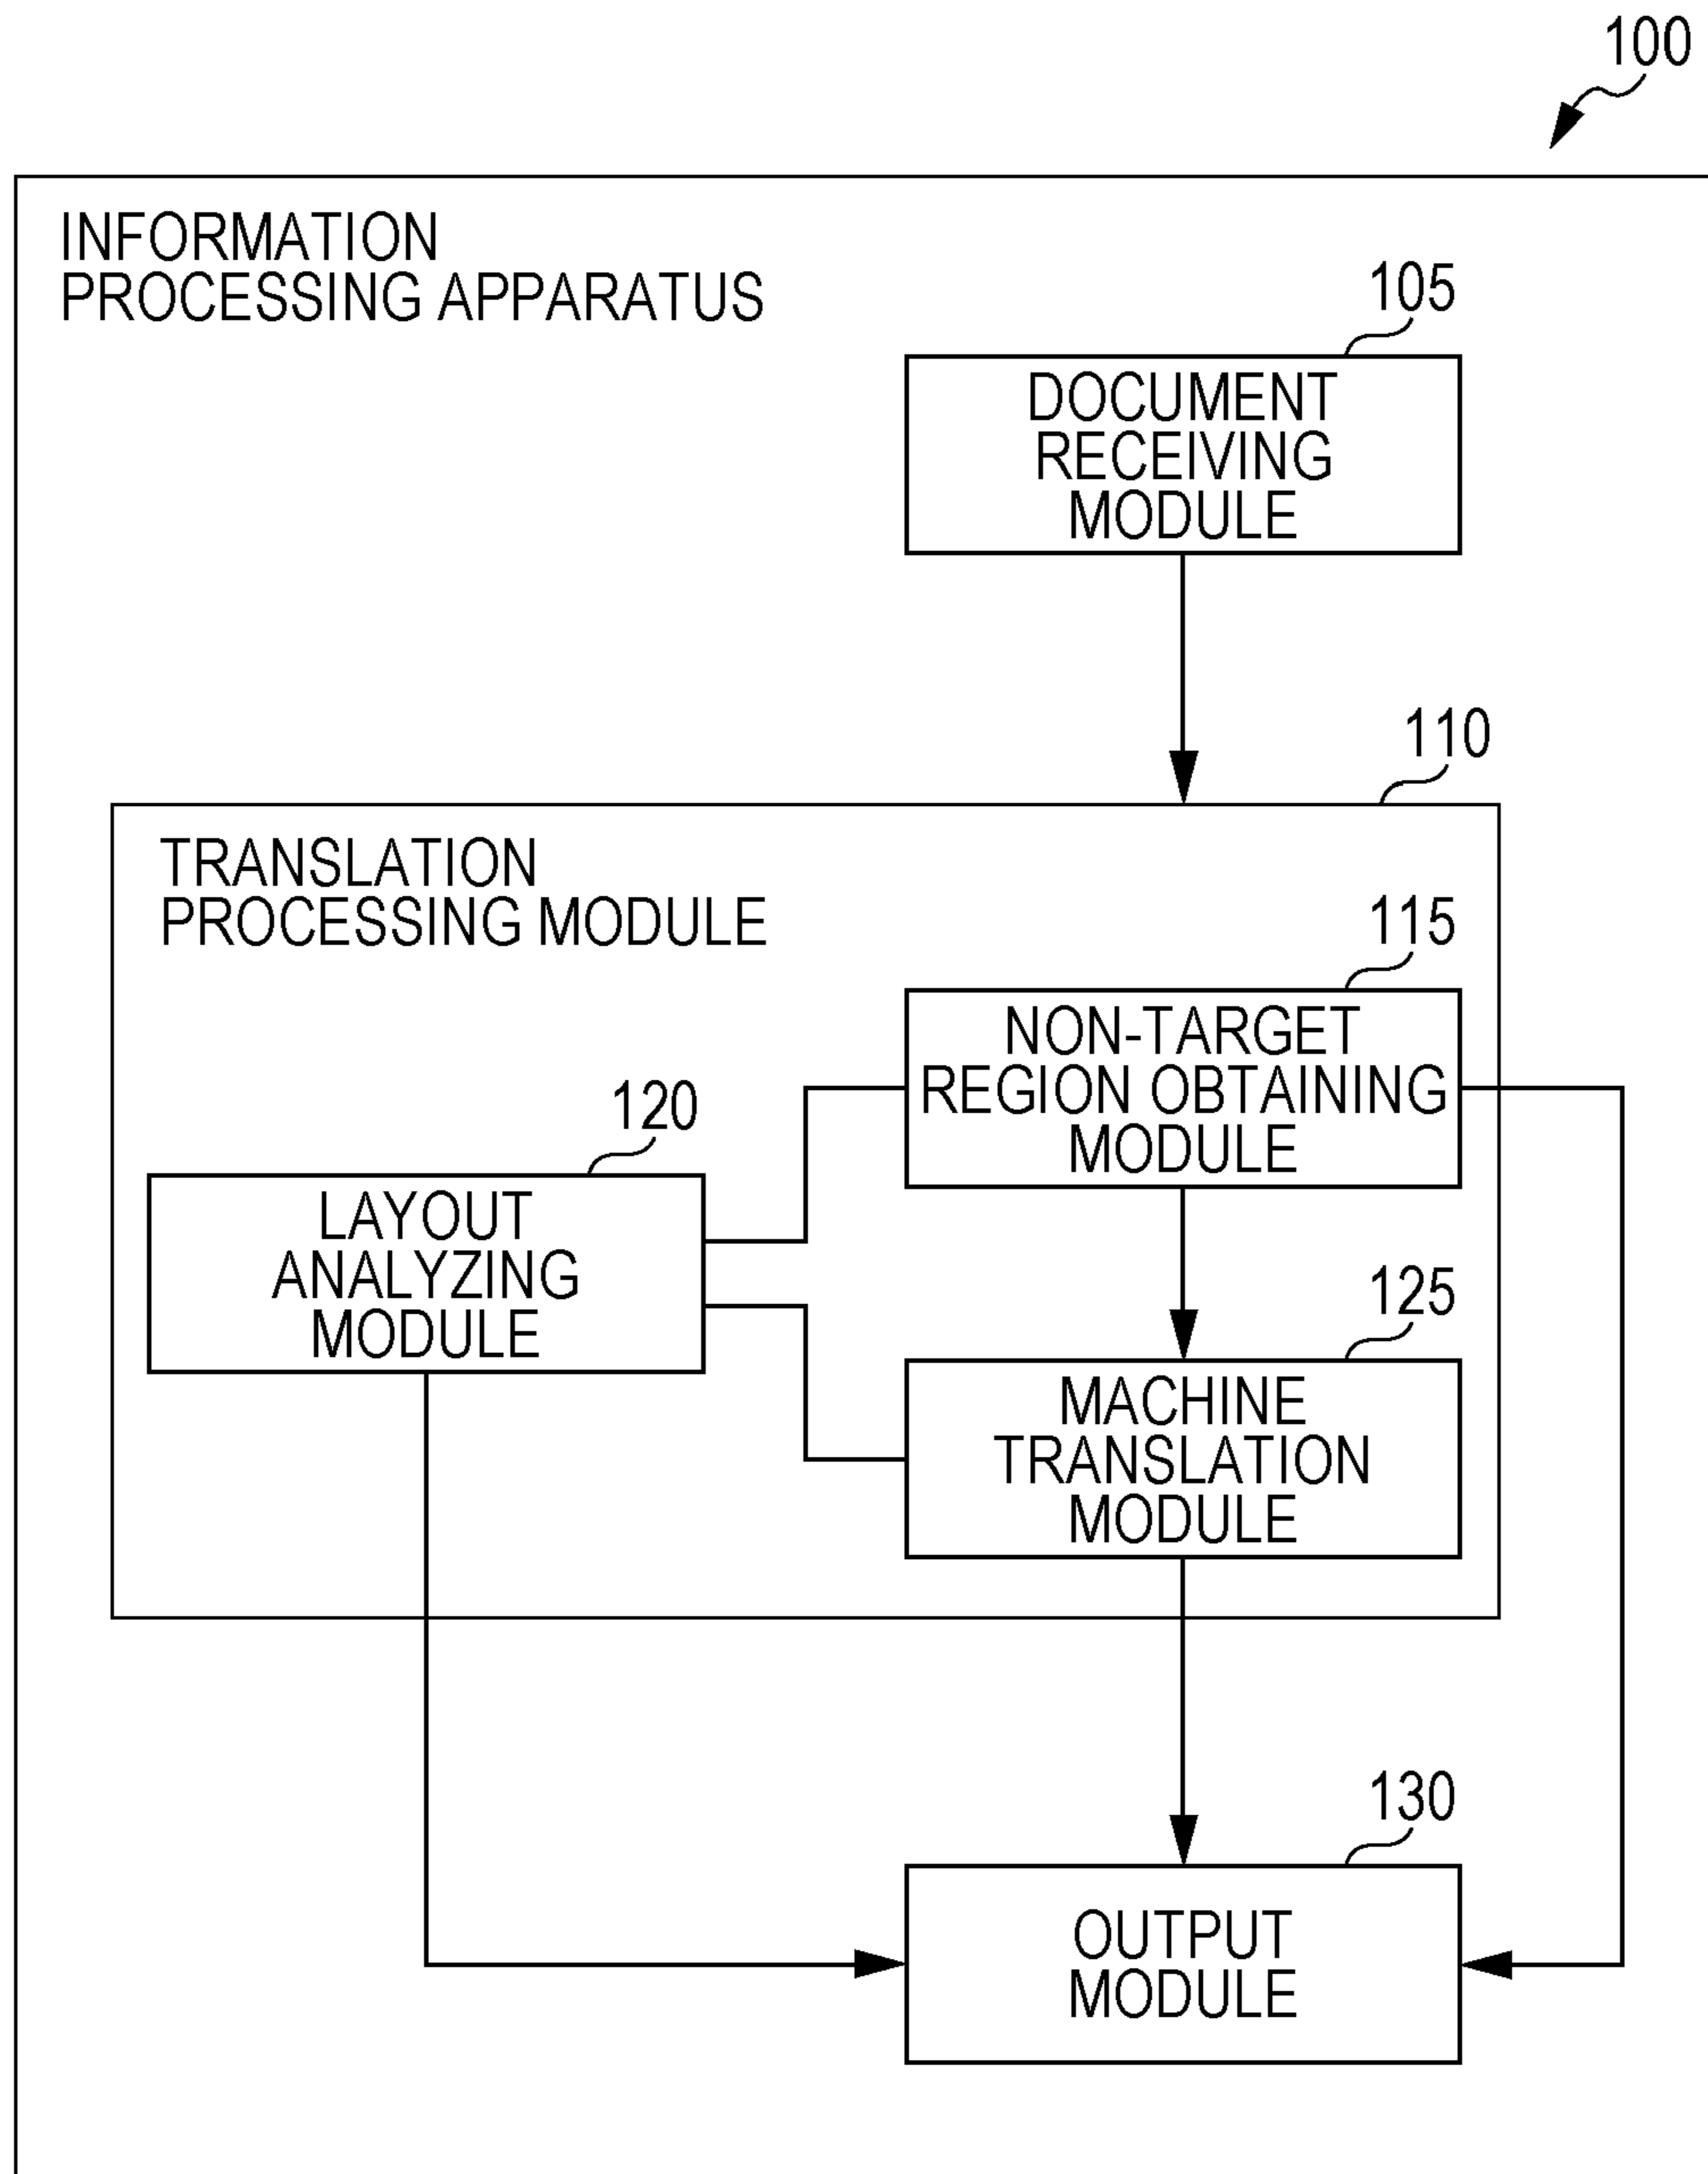 100
INFORMATION
PROCESSING APPARATUS
105
DOCUMENT
RECEIVING
MODULE
110
TRANSLATION
PROCESSING MODULE
115
NON-TARGET
REGION OBTAINING
MODULE
120
LAYOUT
ANALYZING
MODULE
125
MACHINE
TRANSLATION
MODULE
130
OUTPUT
MODULE